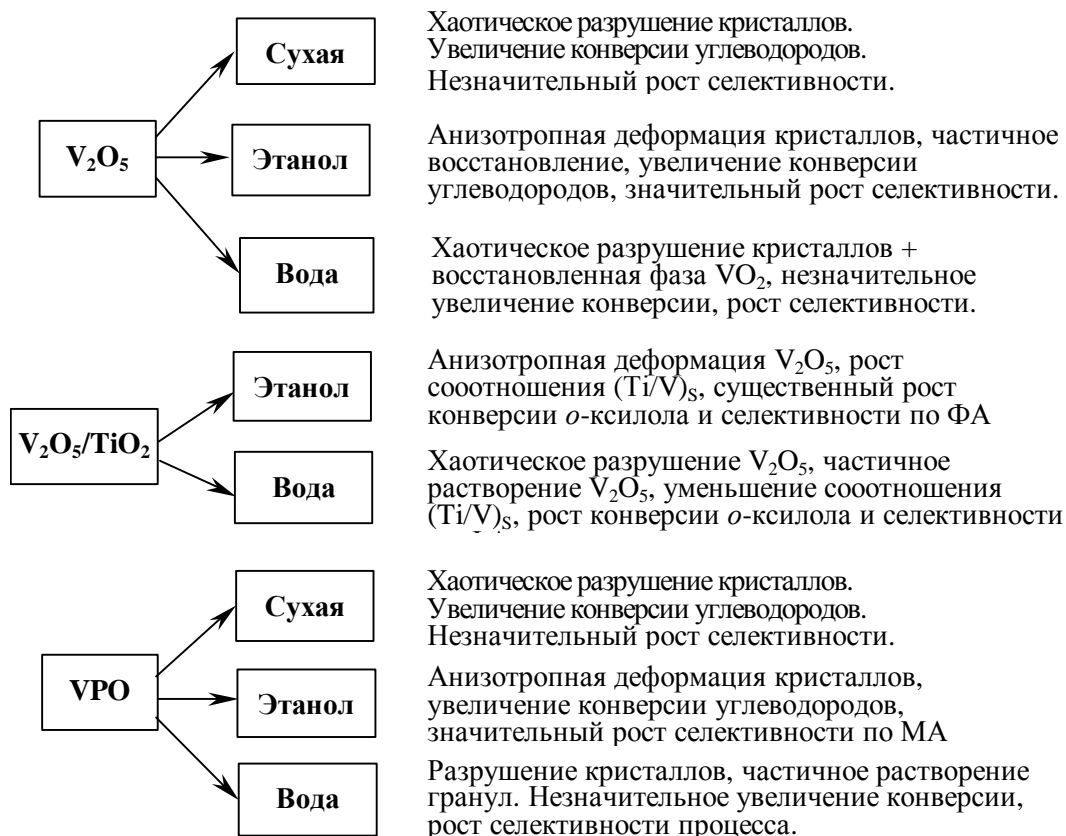 V₂O₅
Сухая
Хаотическое разрушение кристаллов.
Увеличение конверсии углеводородов.
Незначительный рост селективности.
Этанол
Анизотропная деформация кристаллов, частичное
восстановление, увеличение конверсии
углеводородов, значительный рост селективности.
Вода
Хаотическое разрушение кристаллов +
восстановленная фаза VO₂, незначительное
увеличение конверсии, рост селективности.
V₂O₅/TiO₂
Этанол
Анизотропная деформация V₂O₅, рост
сооотношения (Ti/V)S, существенный рост
конверсии о-ксилола и селективности по ФА
Вода
Хаотическое разрушение V₂O₅, частичное
растворение V₂O₅, уменьшение сооотношения
(Ti/V)S, рост конверсии о-ксилола и селективности
VPO
Сухая
Хаотическое разрушение кристаллов.
Увеличение конверсии углеводородов.
Незначительный рост селективности.
Этанол
Анизотропная деформация кристаллов,
увеличение конверсии углеводородов,
значительный рост селективности по МА
Вода
Разрушение кристаллов, частичное растворение
гранул. Незначительное увеличение конверсии,
рост селективности процесса.